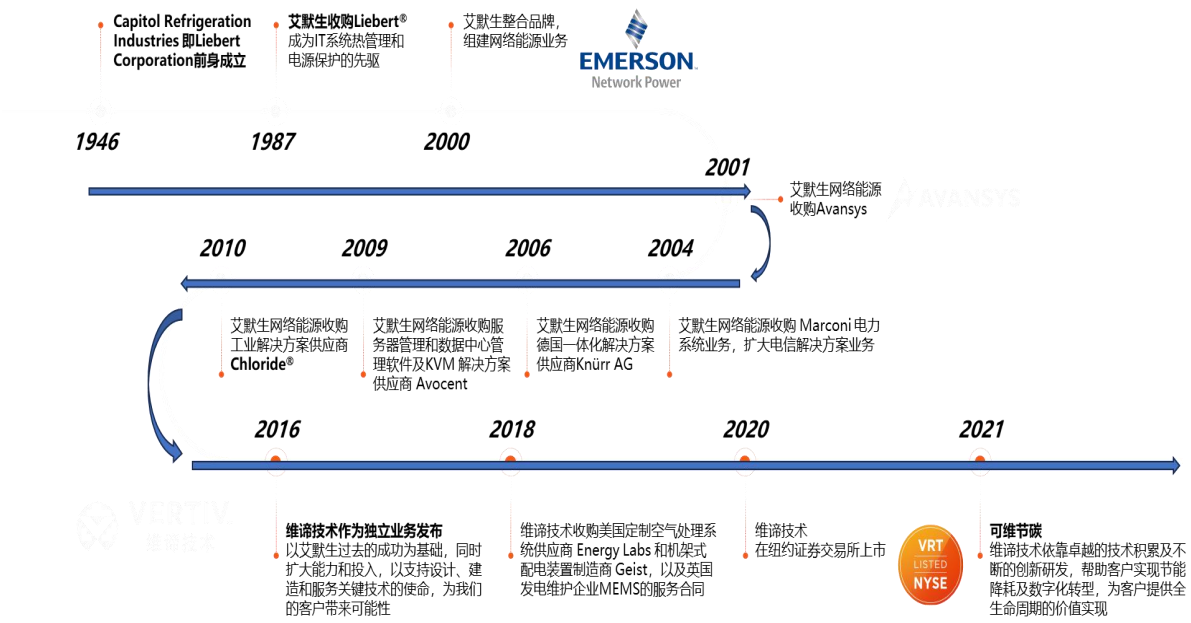 Capitol Refrigeration
Industries 即Liebert
Corporation前身成立
艾默生收购Liebert®
成为IT系统热管理和
电源保护的先驱
艾默生整合品牌，
组建网络能源业务
EMERSON™
Network Power
1946
1987
2000
2001
艾默生网络能源
收购Avansys
AVANSYS
2010
2009
2006
2004
艾默生网络能源收购
工业解决方案供应商
Chloride®
艾默生网络能源收购服
务器管理和数据中心管
理软件及KVM 解决方案
供应商 Avocent
艾默生网络能源收购
德国一体化解决方案
供应商Knürr AG
艾默生网络能源收购 Marconi 电力
系统业务，扩大电信解决方案业务
2016
2018
2020
2021
VERTIV.
维谛技术
维谛技术作为独立业务发布
以艾默生过去的成功为基础，同时
扩大能力和投入，以支持设计、建
造和服务关键技术的使命，为我们
的客户带来可能性
维谛技术收购美国定制空气处理系
统供应商 Energy Labs 和机架式
配电装置制造商 Geist，以及英国
发电维护企业MEMS的服务合同
维谛技术
在纽约证券交易所上市
VRT
LISTED
NYSE
可维节碳
维谛技术依靠卓越的技术积累及不
断的创新研发，帮助客户实现节能
降耗及数字化转型，为客户提供全
生命周期的价值实现